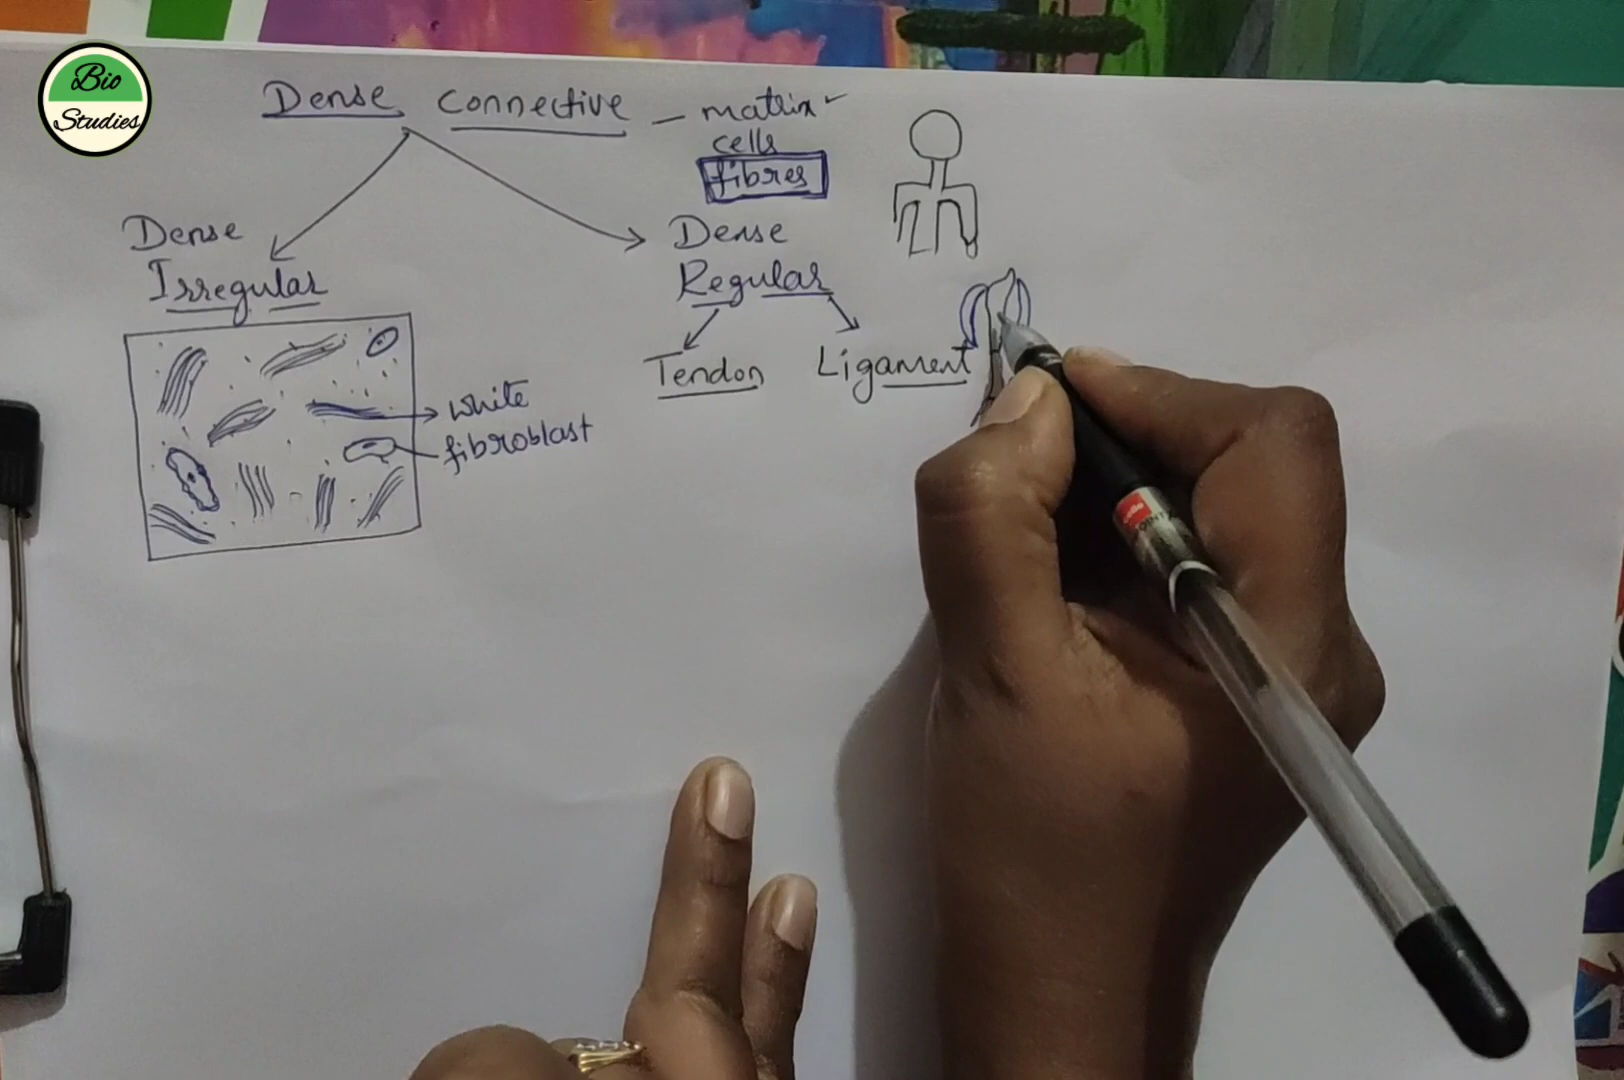 Bio
Studies
Dense connective - matrix
cells
fibres
Dense
Irregular
Dense
Regular
Tendon
Ligament
white
fibroblast